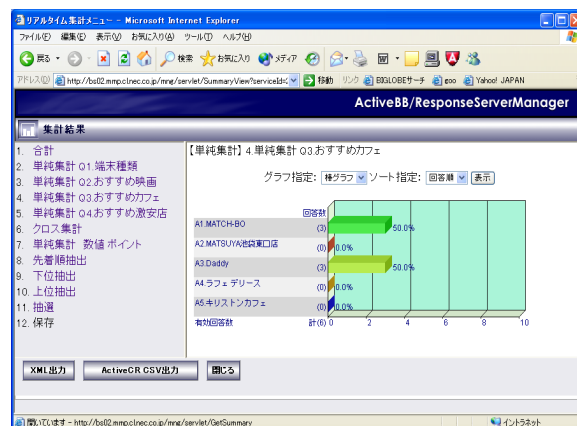 リアルタイム集計メニュー - Microsoft Internet Explorer
ファイル(F) 編集(E) 表示(V) お気に入り(A) ツール(T) ヘルプ(H)
戻る 検索 お気に入り メディア
アドレス(D) http://bs02.mmp.clnec.co.jp/mng/servlet/SummaryView?serviceId= 移動 リンク BIGLOBEサーチ goo Yahoo! JAPAN
ActiveBB/ResponseServerManager
集計結果
1. 合計
2. 単純集計 Q1.端末種類
3. 単純集計 Q2.おすすめ映画
4. 単純集計 Q3.おすすめカフェ
5. 単純集計 Q4.おすすめ激安店
6. クロス集計
7. 単純集計 数値ポイント
8. 先着順抽出
9. 下位抽出
10. 上位抽出
11. 抽選
12. 保存
【単純集計】4.単純集計 Q3.おすすめカフェ
グラフ指定: 棒グラフ ソート指定: 回答順 表示
回答数
A1.MATCH-BO (3) 50.0%
A2.MATSUYA池袋東口店 (0) 0.0%
A3.Daddy (3) 50.0%
A4.ラフェ デリース (0) 0.0%
A5.キリストンカフェ (0) 0.0%
有効回答数 計(6) 0 2 4 6 8 10
XML出力 ActiveCR CSV出力 閉じる
開いています - http://bs02.mmp.clnec.co.jp/mng/servlet/GetSummary イントラネット